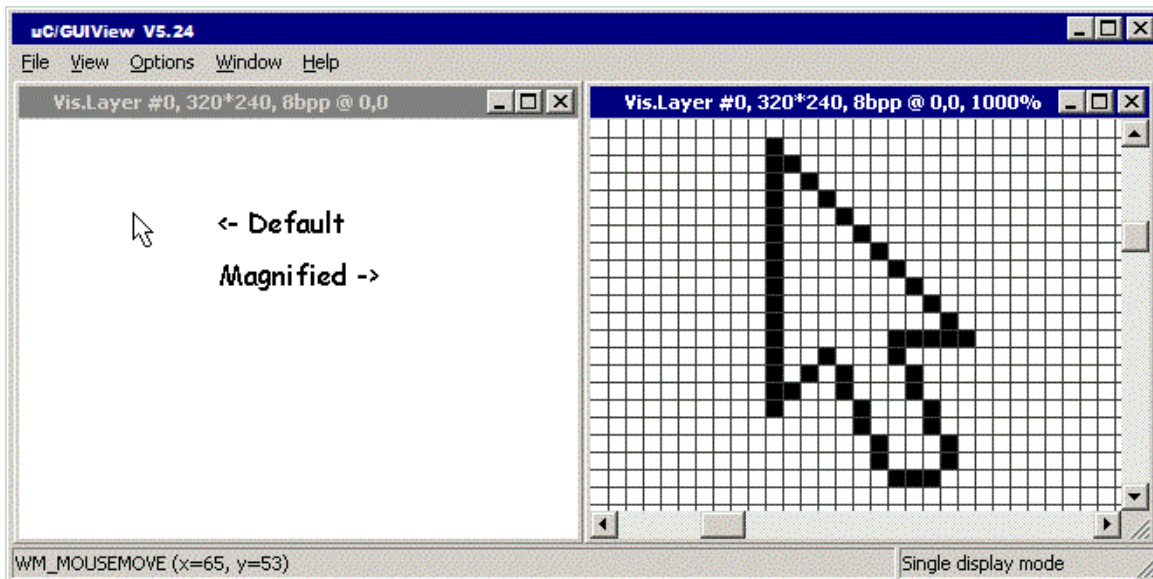 uC/GUIView V5.24
File View Options Window Help
Vis.Layer #0, 320*240, 8bpp @ 0,0
Vis.Layer #0, 320*240, 8bpp @ 0,0, 1000%
<- Default
Magnified ->
WM_MOUSEMOVE (x=65, y=53)
Single display mode